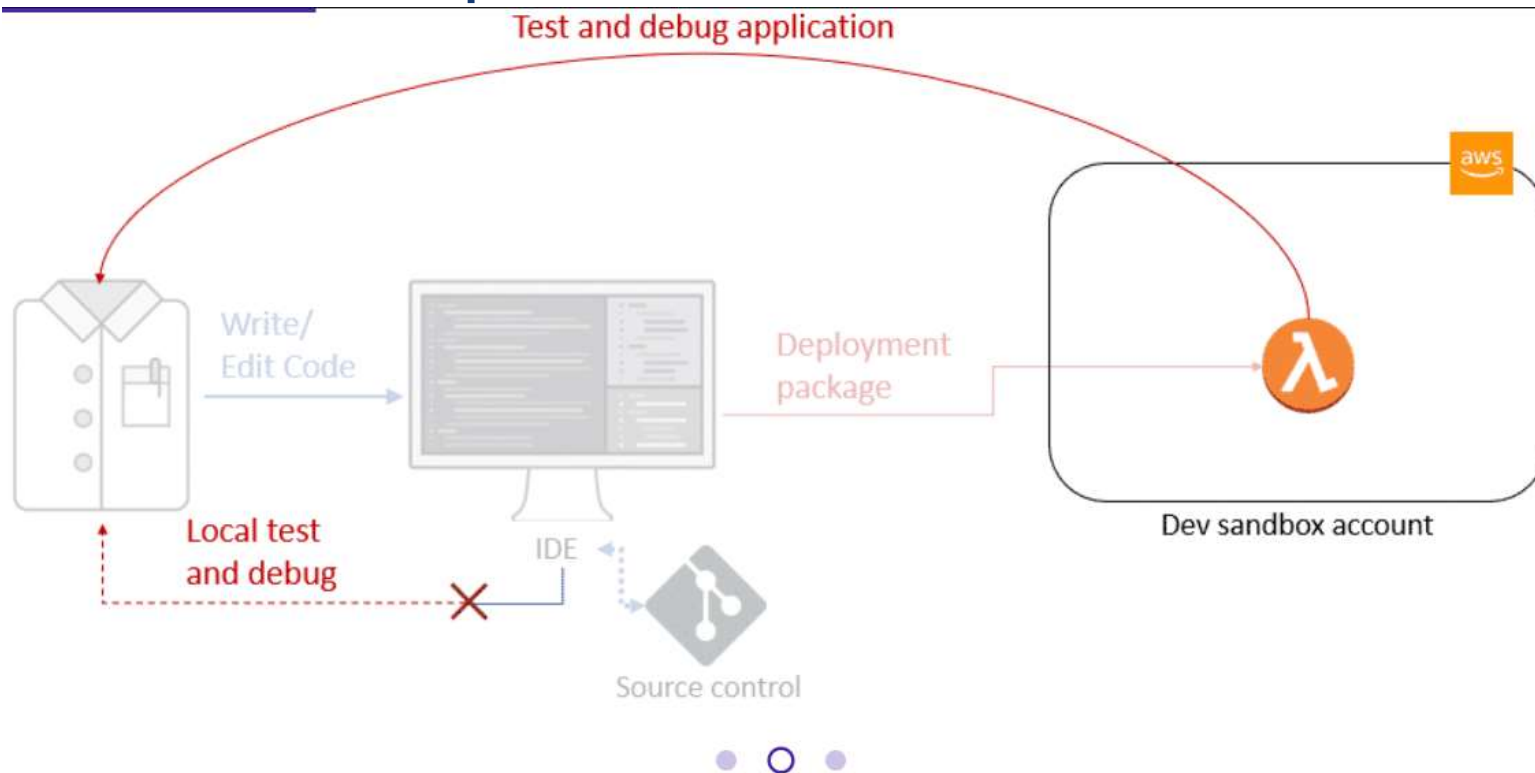 Test and debug application
aws
Write/
Edit Code
Deployment
package
Local test
and debug
IDE
Dev sandbox account
Source control